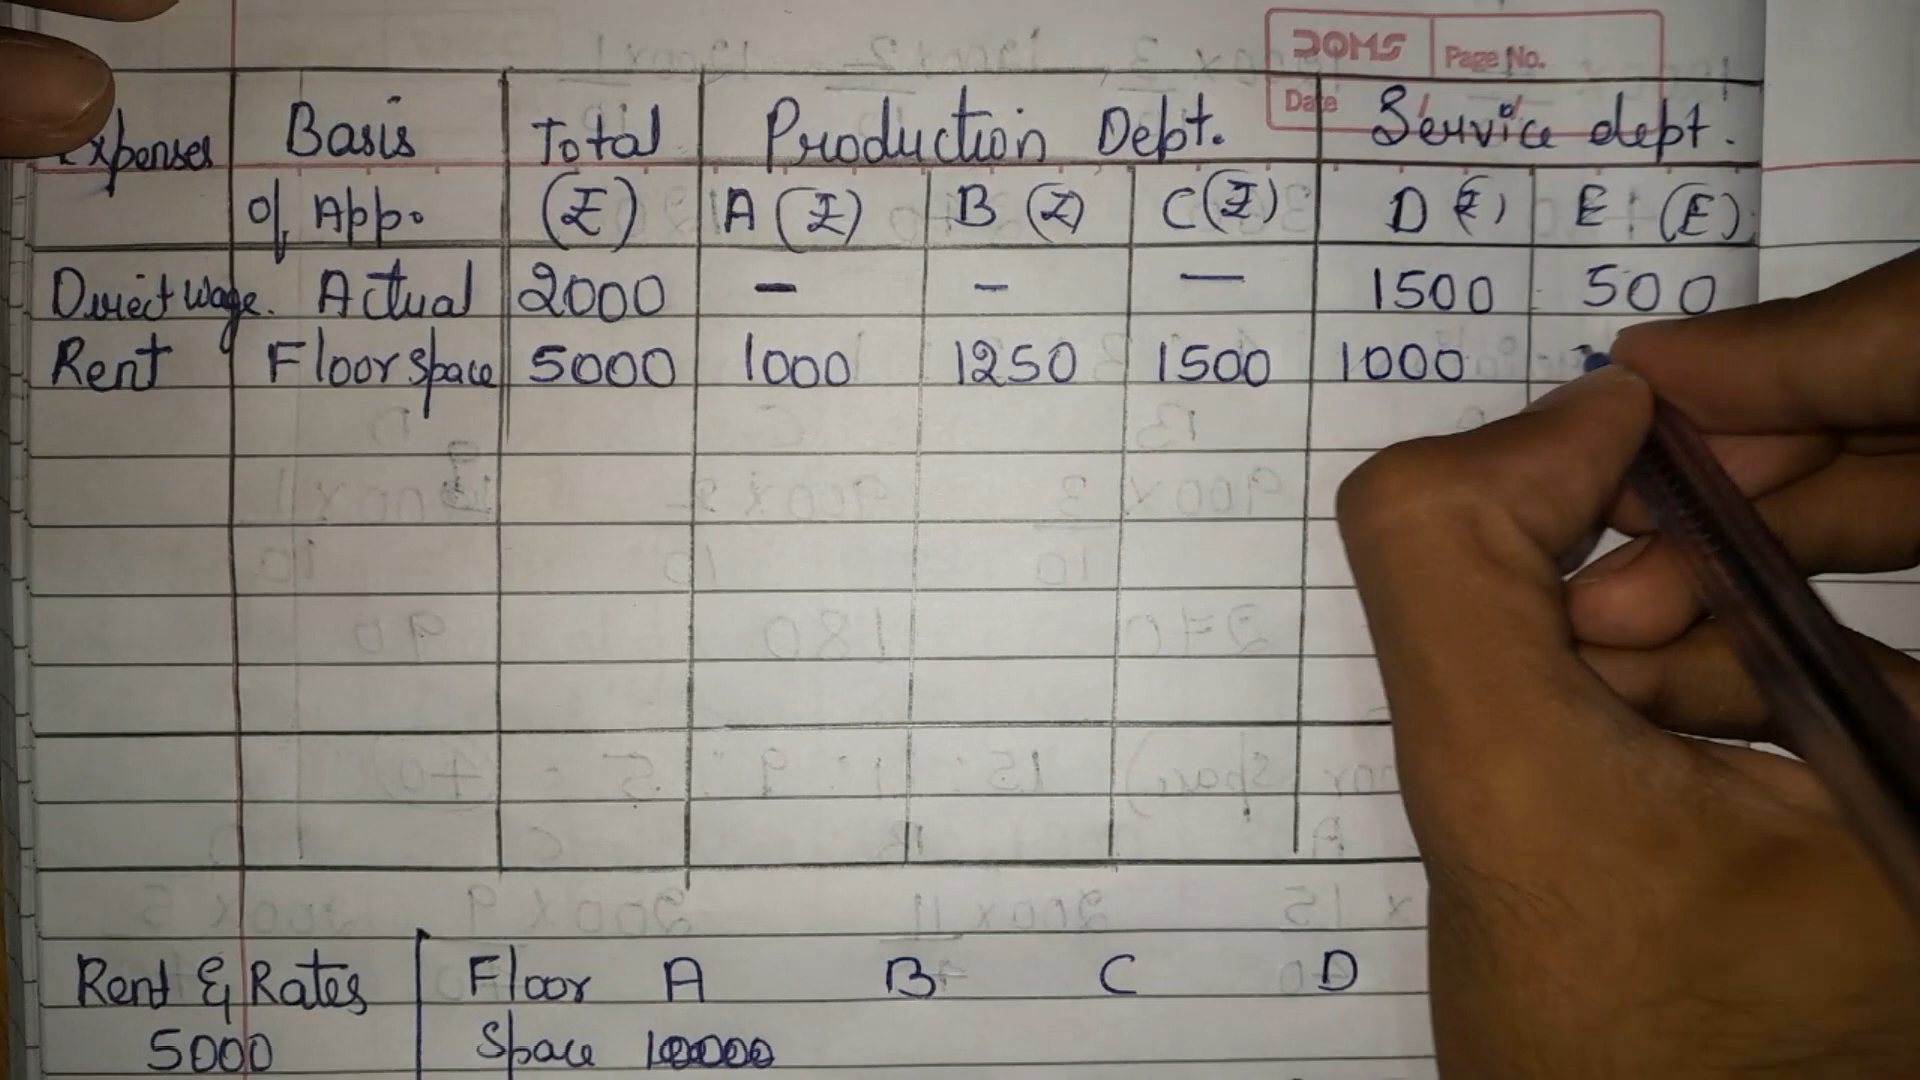 DOMS Page No.
Date
Expenses Basis of App. Total (₹) Production Dept. Service dept.
A (₹) B (₹) C (₹) D (₹) E (₹)
Direct wage. Actual 2000 - - - 1500 500
Rent Floor space 5000 1000 1250 1500 1000
Rent & Rates Floor A B C D
5000 Space